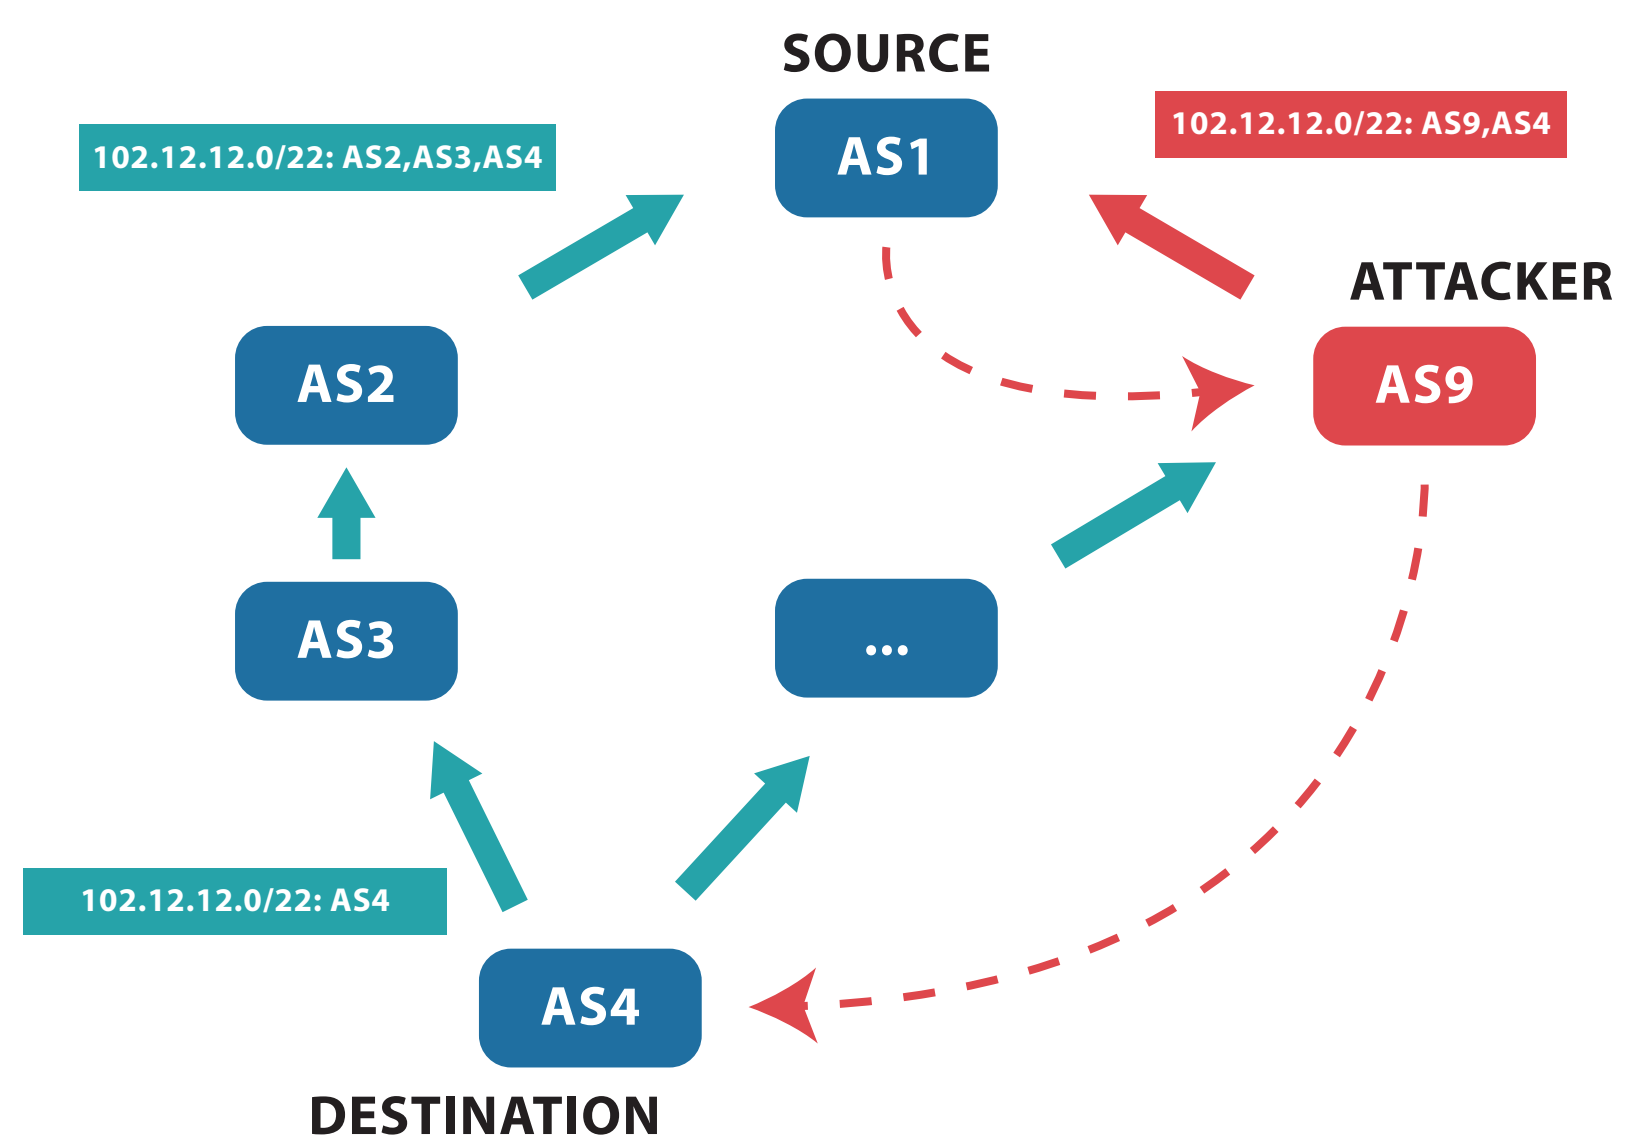 SOURCE
102.12.12.0/22: AS9,AS4
102.12.12.0/22: AS2,AS3,AS4
AS1
ATTACKER
AS2
AS9
AS3
...
102.12.12.0/22: AS4
AS4
DESTINATION